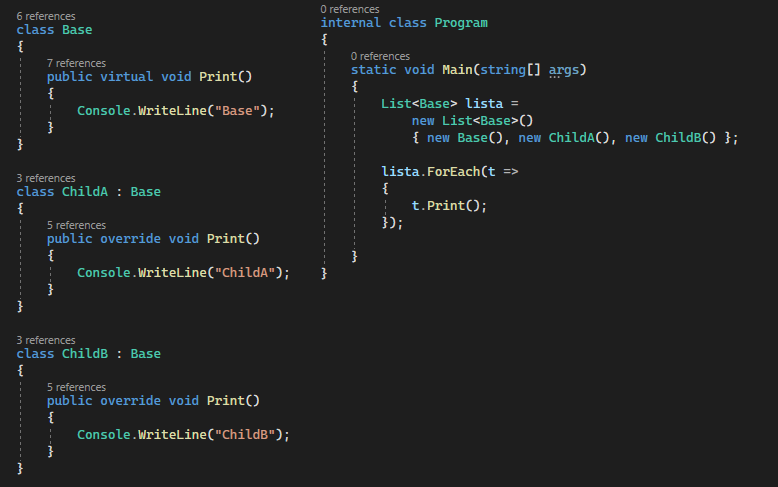 6 references
class Base
{
7 references
public virtual void Print()
{
Console.WriteLine("Base");
}
}
3 references
class ChildA : Base
{
5 references
public override void Print()
{
Console.WriteLine("ChildA");
}
}
3 references
class ChildB : Base
{
5 references
public override void Print()
{
Console.WriteLine("ChildB");
}
}
0 references
internal class Program
{
0 references
static void Main(string[] args)
{
List<Base> lista =
new List<Base>()
{ new Base(), new ChildA(), new ChildB() };
lista.ForEach(t =>
{
t.Print();
});
}
}